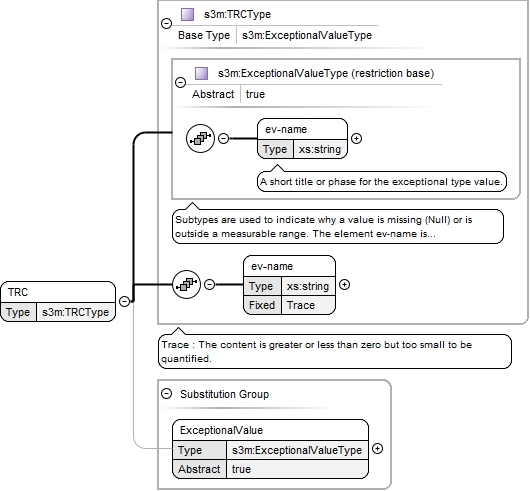 s3m:TRCType
Base Type s3m:ExceptionalValueType
s3m:ExceptionalValueType (restriction base)
Abstract true
ev-name
Type xs:string
A short title or phase for the exceptional type value.
Subtypes are used to indicate why a value is missing (Null) or is
outside a measurable range. The element ev-name is...
ev-name
Type xs:string
Fixed Trace
TRC
Type s3m:TRCType
Trace : The content is greater or less than zero but too small to be
quantified.
Substitution Group
ExceptionalValue
Type s3m:ExceptionalValueType
Abstract true